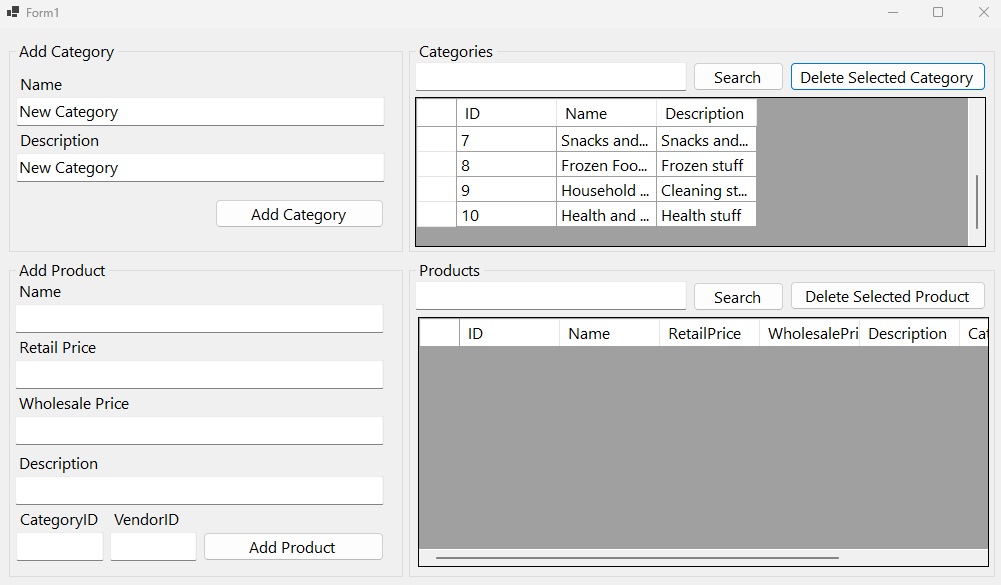 Form1
Add Category
Name
New Category
Description
New Category
Add Category
Categories
Search
Delete Selected Category
ID Name Description
7 Snacks and... Snacks and...
8 Frozen Foo... Frozen stuff
9 Household ... Cleaning st...
10 Health and ... Health stuff
Add Product
Name
Retail Price
Wholesale Price
Description
CategoryID VendorID
Add Product
Products
Search
Delete Selected Product
ID Name RetailPrice WholesalePri Description Cat